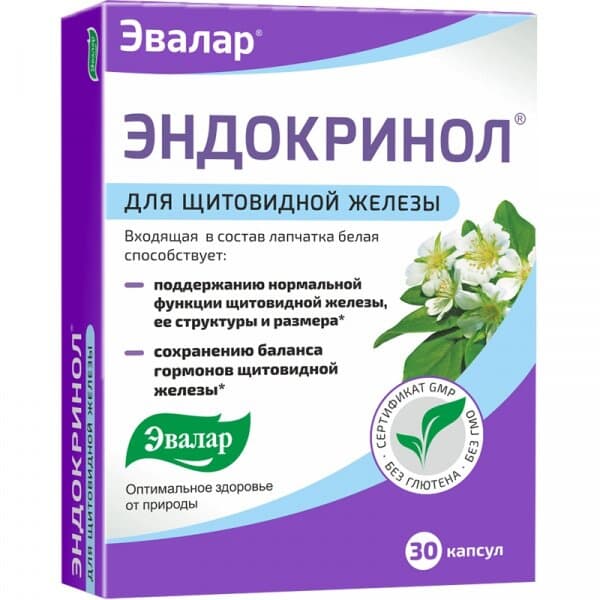 Эвалар®
ЭНДОКРИНОЛ®
ДЛЯ ЩИТОВИДНОЙ ЖЕЛЕЗЫ
Входящая в состав лапчатка белая
способствует:
— поддержанию нормальной
функции щитовидной железы,
ее структуры и размера*
— сохранению баланса
гормонов щитовидной
железы*
Эвалар
Оптимальное здоровье
от природы
СЕРТИФИКАТ GMP
БЕЗ ГЛЮТЕНА
БЕЗ ГМО
30 капсул
Эвалар
ЭНДОКРИНОЛ®
ДЛЯ ЩИТОВИДНОЙ ЖЕЛЕЗЫ